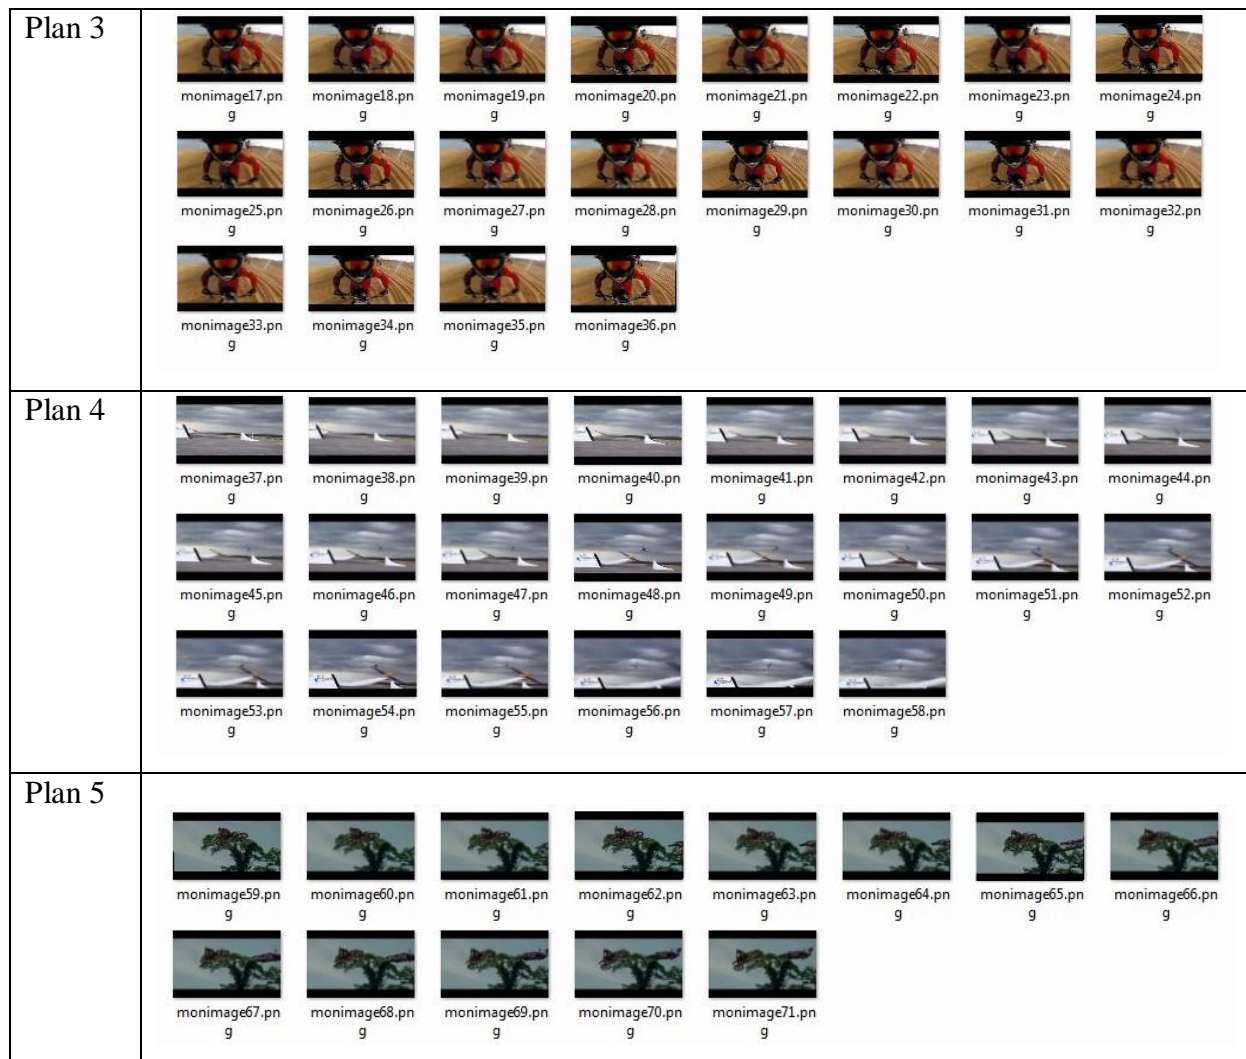 Plan 3
monimage17.pn monimage18.pn monimage19.pn monimage20.pn monimage21.pn monimage22.pn monimage23.pn monimage24.pn
g g g g g g g g
monimage25.pn monimage26.pn monimage27.pn monimage28.pn monimage29.pn monimage30.pn monimage31.pn monimage32.pn
g g g g g g g g
monimage33.pn monimage34.pn monimage35.pn monimage36.pn
g g g g
Plan 4
monimage37.pn monimage38.pn monimage39.pn monimage40.pn monimage41.pn monimage42.pn monimage43.pn monimage44.pn
g g g g g g g g
monimage45.pn monimage46.pn monimage47.pn monimage48.pn monimage49.pn monimage50.pn monimage51.pn monimage52.pn
g g g g g g g g
monimage53.pn monimage54.pn monimage55.pn monimage56.pn monimage57.pn monimage58.pn
g g g g g g
Plan 5
monimage59.pn monimage60.pn monimage61.pn monimage62.pn monimage63.pn monimage64.pn monimage65.pn monimage66.pn
g g g g g g g g
monimage67.pn monimage68.pn monimage69.pn monimage70.pn monimage71.pn
g g g g g